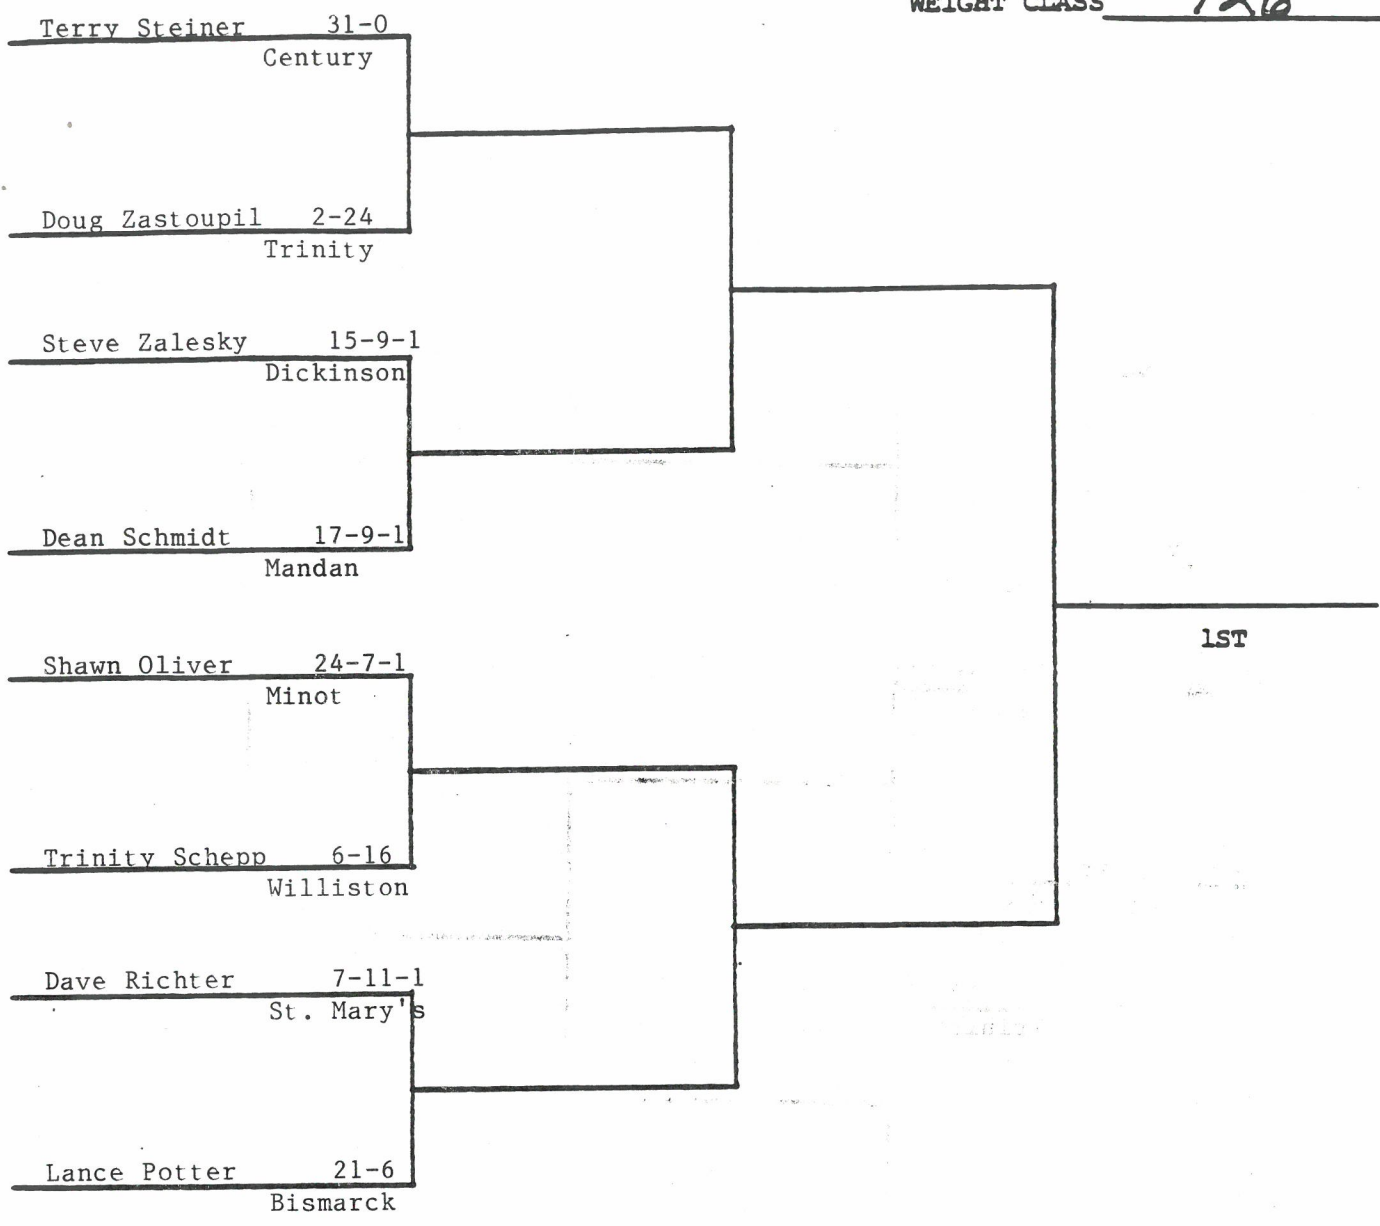 WEIGHT CLASS 126
Terry Steiner 31-0
Century
Doug Zastoupil 2-24
Trinity
Steve Zalesky 15-9-1
Dickinson
Dean Schmidt 17-9-1
Mandan
1ST
Shawn Oliver 24-7-1
Minot
Trinity Schepp 6-16
Williston
Dave Richter 7-11-1
St. Mary's
Lance Potter 21-6
Bismarck